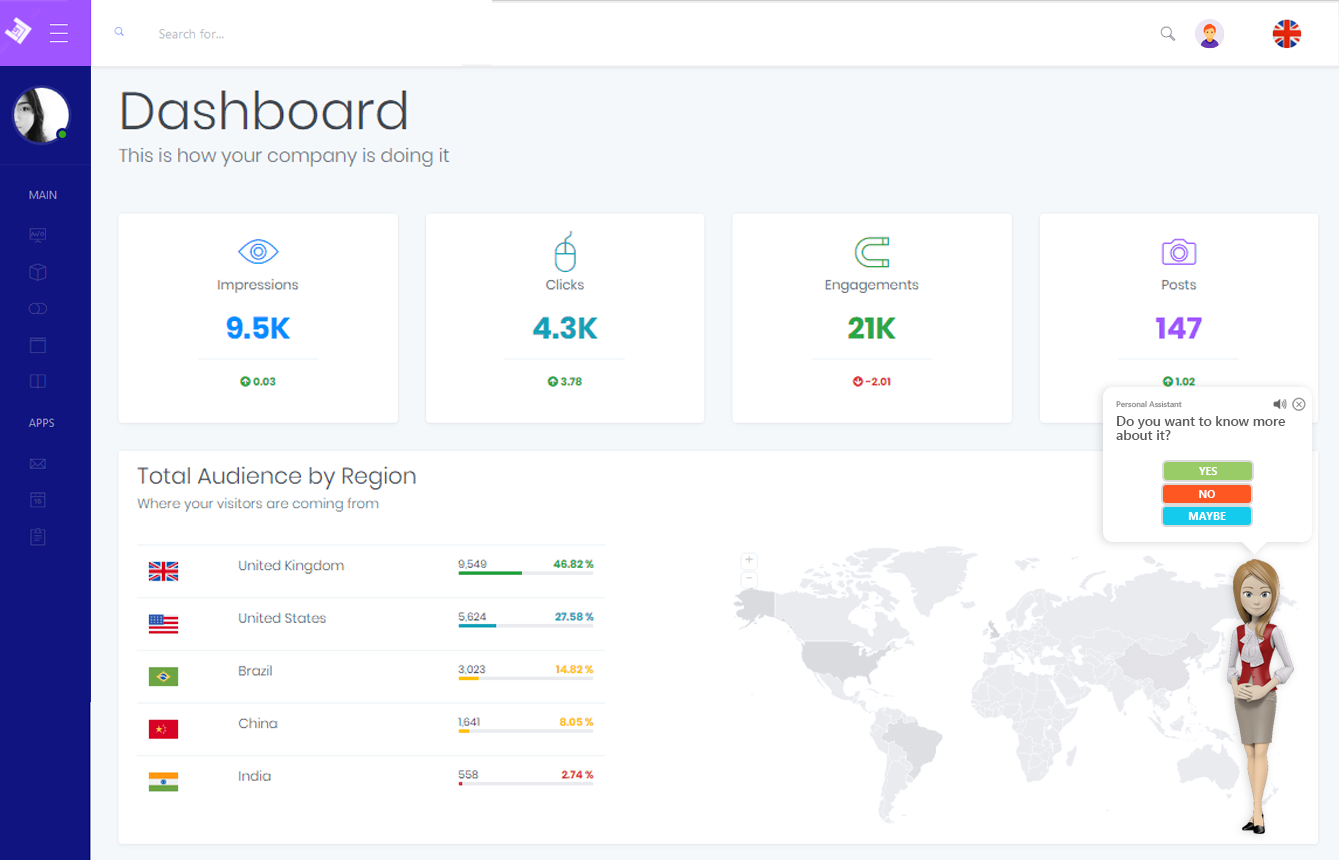 Search for...
Dashboard
This is how your company is doing it
MAIN
APPS
Impressions
9.5K
0.03
Clicks
4.3K
3.78
Engagements
21K
-2.01
Posts
147
1.02
Personal Assistant
Do you want to know more
about it?
YES
NO
MAYBE
Total Audience by Region
Where your visitors are coming from
United Kingdom 9,549 46.82 %
United States 5,624 27.58 %
Brazil 3,023 14.82 %
China 1,641 8.05 %
India 558 2.74 %
+
−